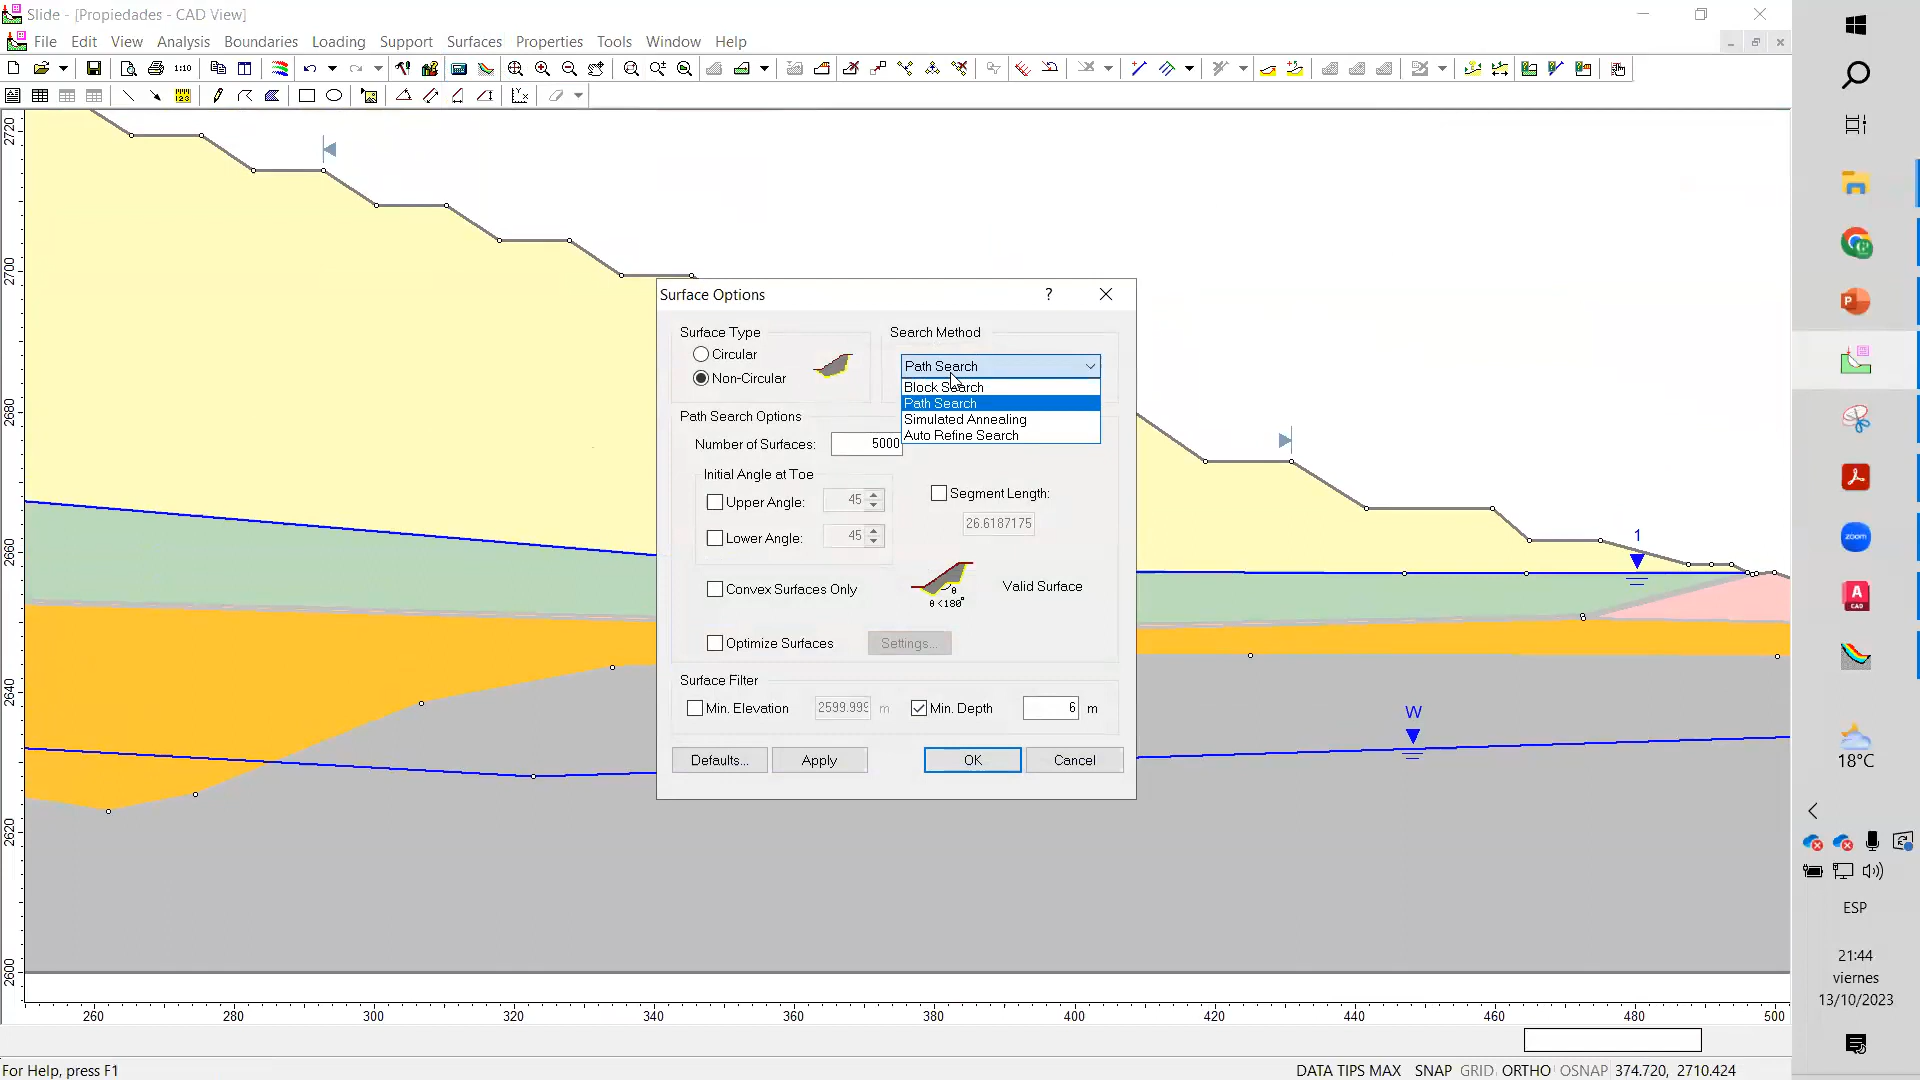 Slide - [Propiedades - CAD View]
File Edit View Analysis Boundaries Loading Support Surfaces Properties Tools Window Help
1:10
2720
2700
2680
2660
2640
2620
2600
Surface Options
?
Surface Type
Circular
Non-Circular
Search Method
Path Search
Block Search
Path Search
Simulated Annealing
Auto Refine Search
Path Search Options
Number of Surfaces: 5000
Initial Angle at Toe
Upper Angle: 45
Lower Angle: 45
Segment Length:
26.6187175
Convex Surfaces Only
θ
θ <180°
Valid Surface
Optimize Surfaces Settings...
Surface Filter
Min. Elevation 2599.999 m Min. Depth 6 m
Defaults... Apply OK Cancel
1
W
260 280 300 320 340 360 380 400 420 440 460 480 500
For Help, press F1
DATA TIPS MAX SNAP GRID ORTHO OSNAP 374.720, 2710.424
zoom
CAD
18°C
ESP
21:44
viernes
13/10/2023